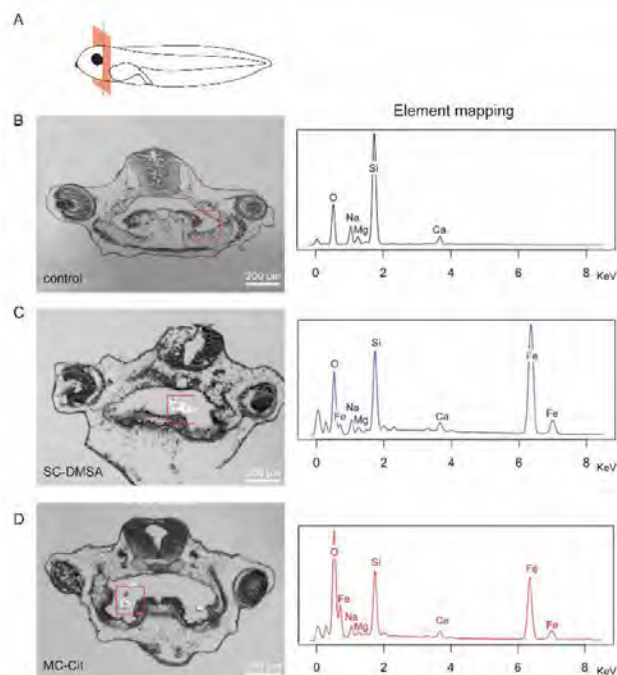 A
Element mapping
B
control
200 µm
O
Na
Mg
Si
Ca
0 2 4 6 8 KeV
C
SC-DMSA
O
Fe
Na
Mg
Si
Ca
Fe
Fe
0 2 4 6 8 KeV
D
MC-Cit
O
Fe
Na
Mg
Si
Ca
Fe
Fe
0 2 4 6 8 KeV